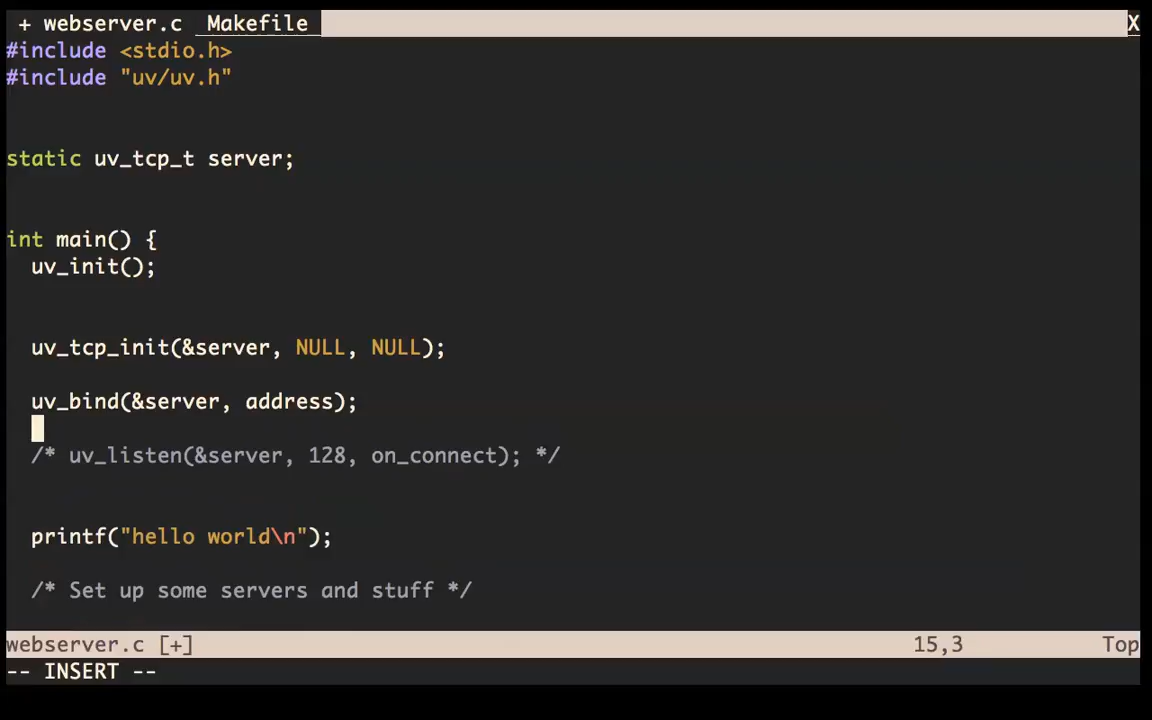 + webserver.c  Makefile X
#include <stdio.h>
#include "uv/uv.h"
static uv_tcp_t server;
int main() {
uv_init();
uv_tcp_init(&server, NULL, NULL);
uv_bind(&server, address);
/* uv_listen(&server, 128, on_connect); */
printf("hello world\n");
/* Set up some servers and stuff */
webserver.c [+] 15,3 Top
-- INSERT --